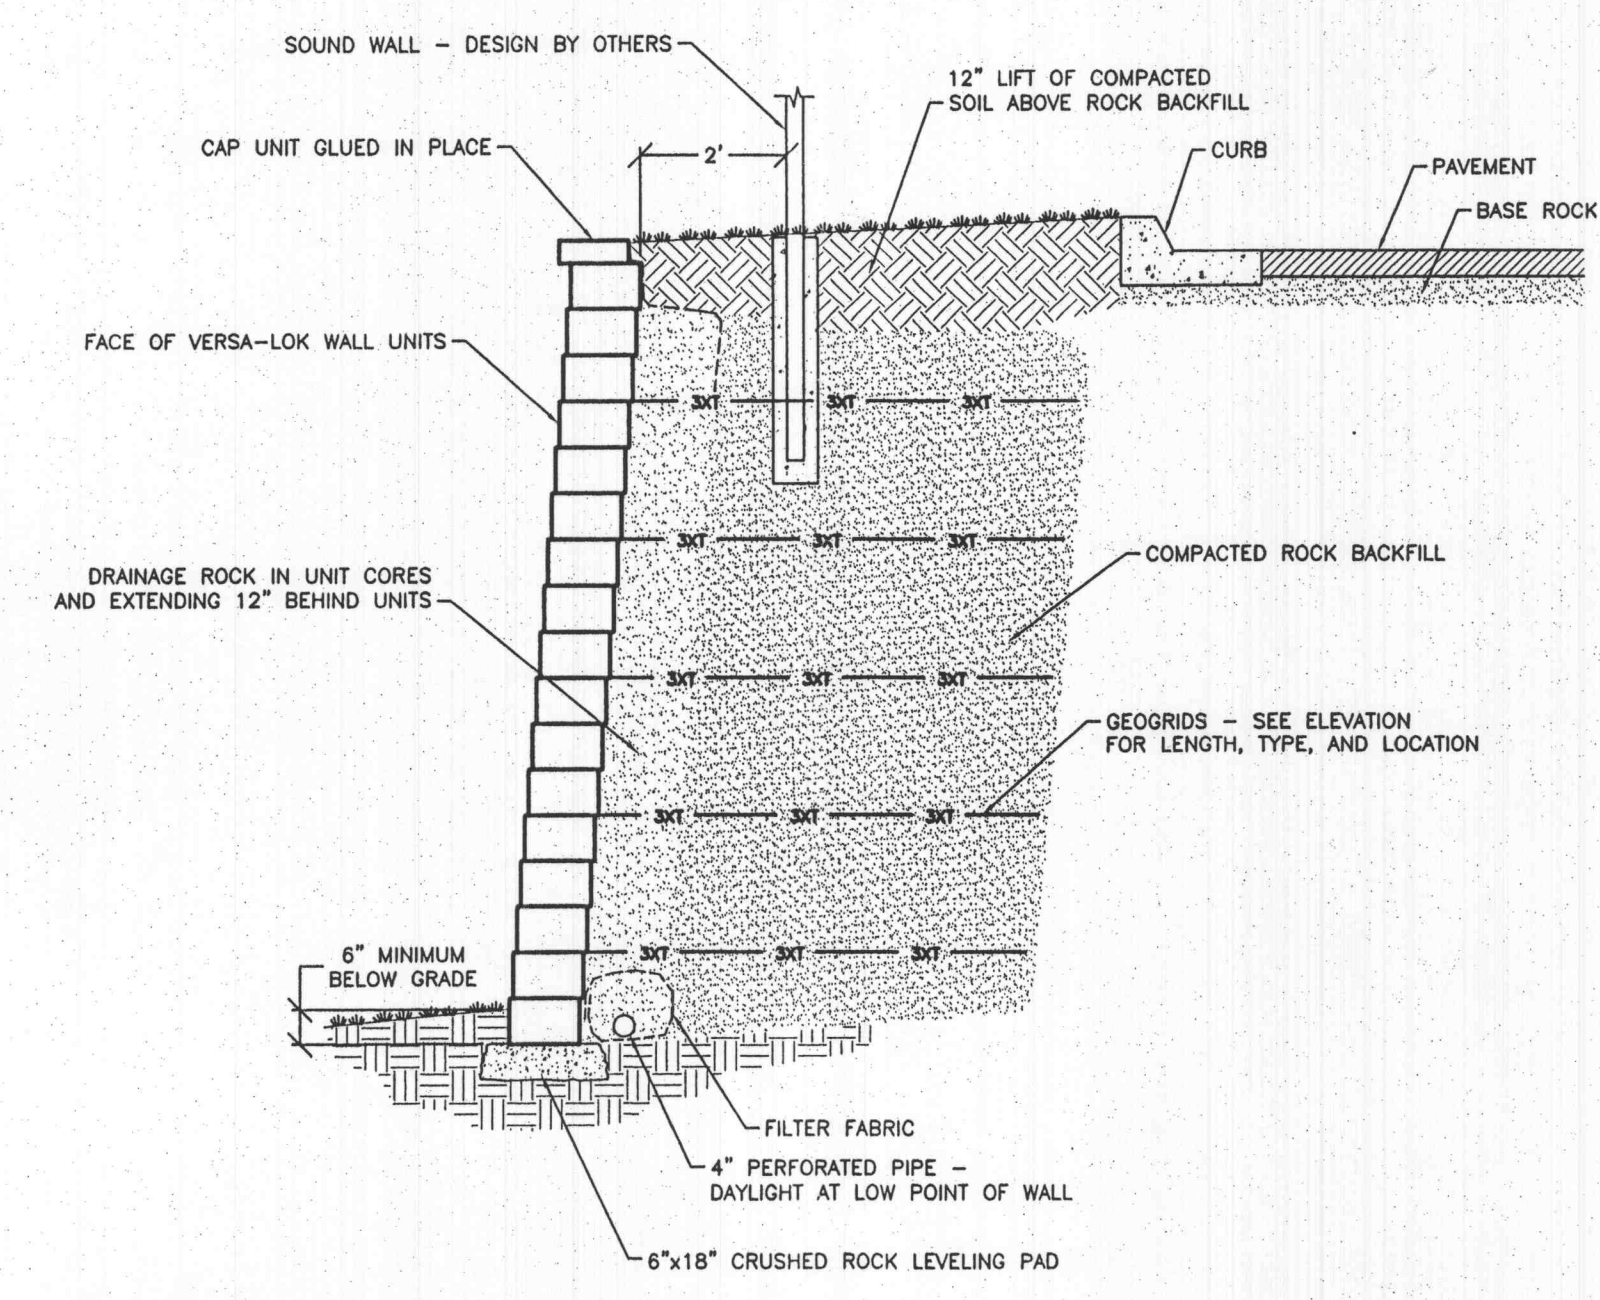 SOUND WALL – DESIGN BY OTHERS
12" LIFT OF COMPACTED
SOIL ABOVE ROCK BACKFILL
CAP UNIT GLUED IN PLACE
2'
CURB
PAVEMENT
BASE ROCK
FACE OF VERSA–LOK WALL UNITS
3XT 3XT 3XT
3XT 3XT 3XT
COMPACTED ROCK BACKFILL
DRAINAGE ROCK IN UNIT CORES
AND EXTENDING 12" BEHIND UNITS
3XT 3XT 3XT
GEOGRIDS – SEE ELEVATION
FOR LENGTH, TYPE, AND LOCATION
3XT 3XT 3XT
3XT 3XT 3XT
6" MINIMUM
BELOW GRADE
FILTER FABRIC
4" PERFORATED PIPE –
DAYLIGHT AT LOW POINT OF WALL
6"x18" CRUSHED ROCK LEVELING PAD